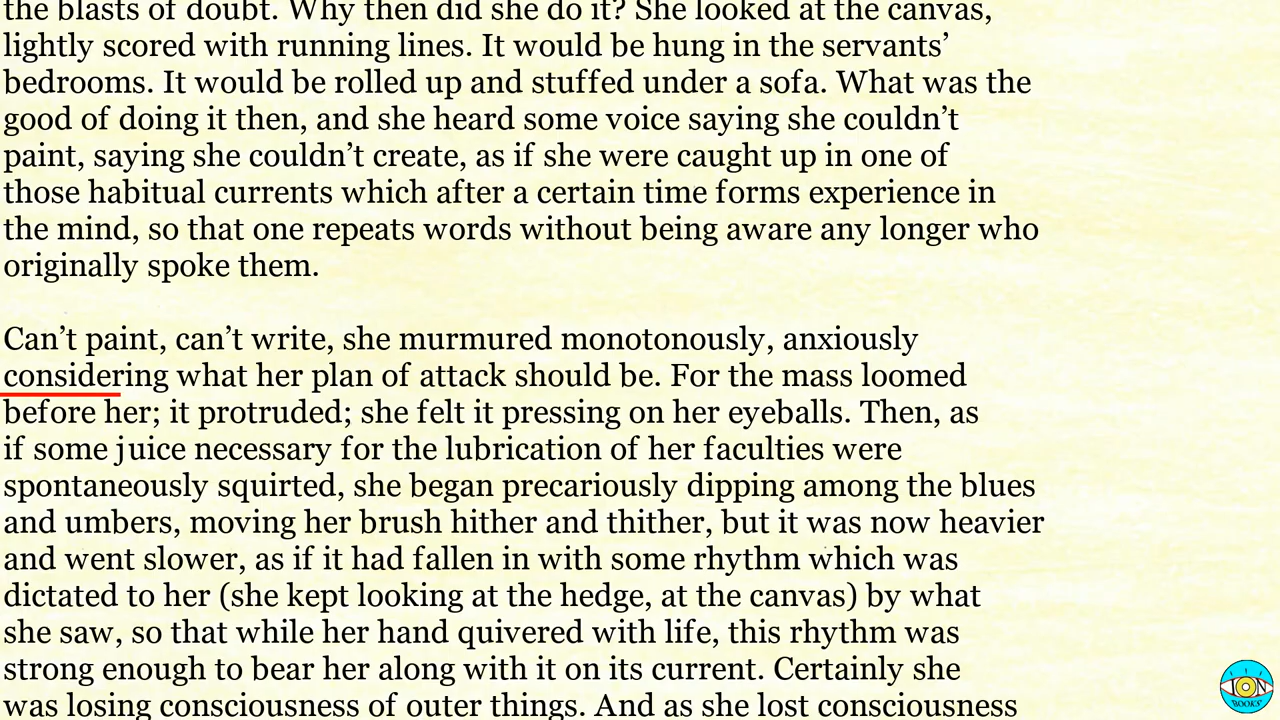 the blasts of doubt. Why then did she do it? She looked at the canvas,
lightly scored with running lines. It would be hung in the servants’
bedrooms. It would be rolled up and stuffed under a sofa. What was the
good of doing it then, and she heard some voice saying she couldn’t
paint, saying she couldn’t create, as if she were caught up in one of
those habitual currents which after a certain time forms experience in
the mind, so that one repeats words without being aware any longer who
originally spoke them.
Can’t paint, can’t write, she murmured monotonously, anxiously
considering what her plan of attack should be. For the mass loomed
before her; it protruded; she felt it pressing on her eyeballs. Then, as
if some juice necessary for the lubrication of her faculties were
spontaneously squirted, she began precariously dipping among the blues
and umbers, moving her brush hither and thither, but it was now heavier
and went slower, as if it had fallen in with some rhythm which was
dictated to her (she kept looking at the hedge, at the canvas) by what
she saw, so that while her hand quivered with life, this rhythm was
strong enough to bear her along with it on its current. Certainly she
was losing consciousness of outer things. And as she lost consciousness
ION
BOOKS